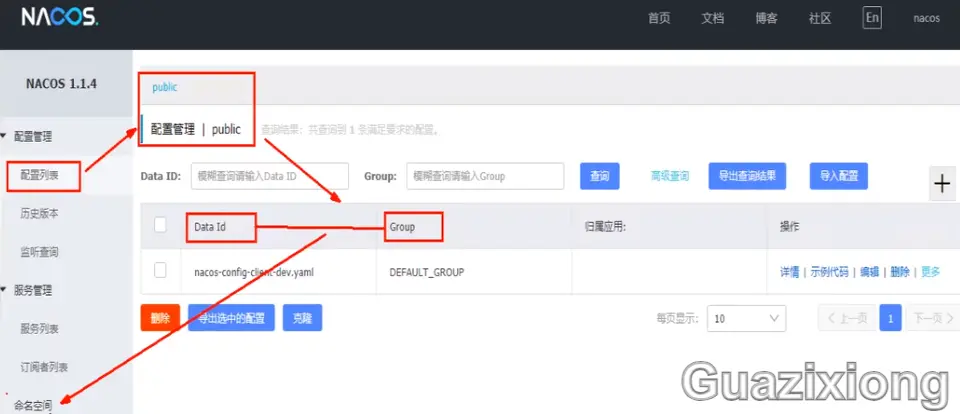 NACOS.
首页 文档 博客 社区 En nacos
NACOS 1.1.4
public
配置管理
配置管理 | public 查询结果：共查询到 1 条满足要求的配置。
配置列表
Data ID: 模糊查询请输入Data ID Group: 模糊查询请输入Group 查询 高级查询 导出查询结果 导入配置
历史版本
Data Id Group 归属应用: 操作
监听查询
nacos-config-client-dev.yaml DEFAULT_GROUP 详情 | 示例代码 | 编辑 | 删除 | 更多
服务管理
删除 导出选中的配置 克隆 每页显示: 10 上一页 1 下一页
服务列表
订阅者列表
命名空间
Guazixiong